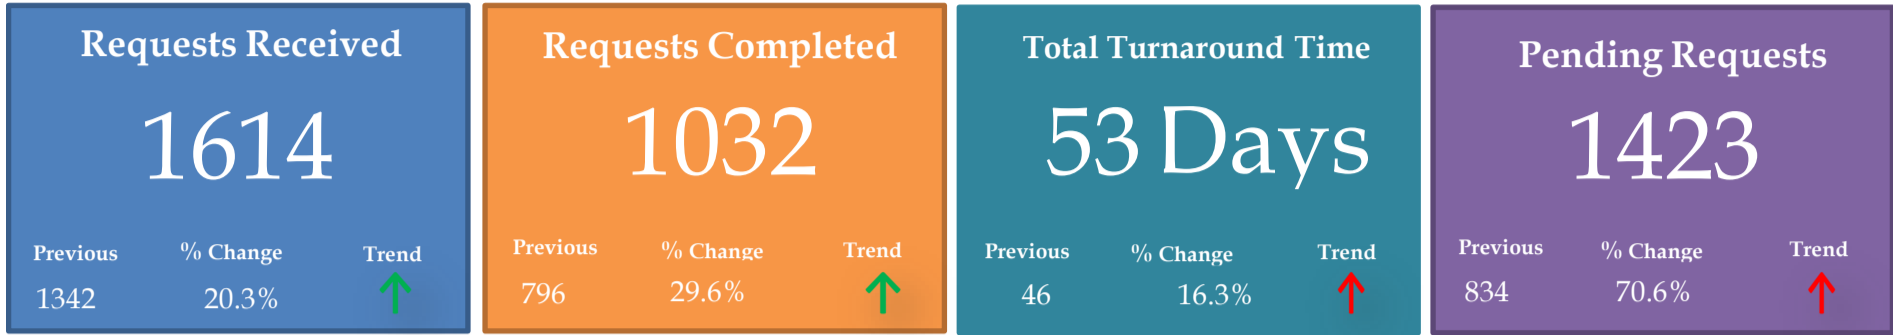 Requests Received
1614
Previous % Change Trend
1342 20.3%
Requests Completed
1032
Previous % Change Trend
796 29.6%
Total Turnaround Time
53 Days
Previous % Change Trend
46 16.3%
Pending Requests
1423
Previous % Change Trend
834 70.6%